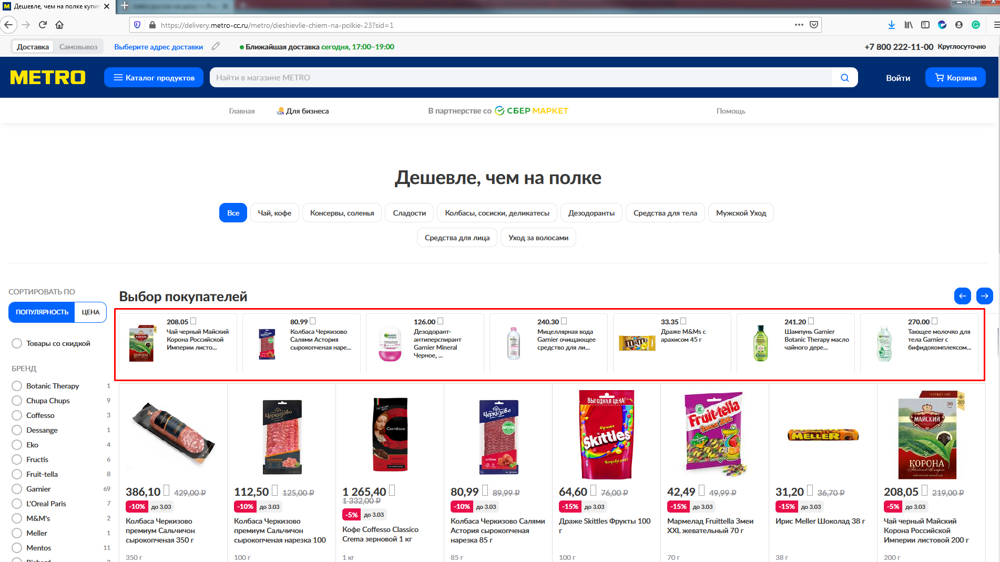 Дешевле, чем на полке купит
https://delivery.metro-cc.ru/metro/dieshievlie-chiem-na-polkie-23?sid=1
Доставка Самовывоз Выберите адрес доставки Ближайшая доставка сегодня, 17:00–19:00 +7 800 222-11-00 Круглосуточно
METRO Каталог продуктов Найти в магазине METRO Войти Корзина
Главная Для бизнеса В партнерстве со СБЕР МАРКЕТ Помощь
Дешевле, чем на полке
Все Чай, кофе Консервы, соленья Сладости Колбасы, сосиски, деликатесы Дезодоранты Средства для тела Мужской Уход
Средства для лица Уход за волосами
СОРТИРОВАТЬ ПО
ПОПУЛЯРНОСТЬ ЦЕНА
Товары со скидкой
БРЕНД
Botanic Therapy 1
Chupa Chups 9
Coffesso 3
Dessange 1
Eko 4
Fructis 6
Fruit-tella 8
Garnier 69
L'Oreal Paris 7
M&M's 2
Meller 1
Mentos 11
Выбор покупателей
208.05
Чай черный Майский
Корона Российской
Империи листо...
80.99
Колбаса Черкизово
Салями Астория
сырокопченая наре...
126.00
Дезодорант-
антиперспирант
Garnier Mineral
Черное, ...
240.30
Мицеллярная вода
Garnier очищающее
средство для ли...
33.35
Драже M&Ms с
арахисом 45 г
241.20
Шампунь Garnier
Botanic Therapy масло
чайного дере...
270.00
Тающее молочко для
тела Garnier с
бифидокомплексом...
386,10 429,00 ₽
-10% до 3.03
Колбаса Черкизово
премиум Сальчичон
сырокопченая 350 г
350 г
Черкизово
САЛЬЧИЧОН
112,50 125,00 ₽
-10% до 3.03
Колбаса Черкизово
премиум Сальчичон
сырокопченая нарезка 100
100 г
Coffesso
1 265,40
1 332,00 ₽
-5% до 3.03
Кофе Coffesso Classico
Crema зерновой 1 кг
1 кг
Черкизово
АСТОРИЯ
80,99 89,99 ₽
-10% до 3.03
Колбаса Черкизово Салями
Астория сырокопченая
нарезка 85 г
85 г
ВЫГОДНАЯ ЦЕНА!
Фрукты
Skittles
Попробуй радугу
64,60 76,00 ₽
-15% до 3.03
Драже Skittles Фрукты 100
г
100 г
Fruit-tella
Змеи XXL
42,49 49,99 ₽
-15% до 3.03
Мармелад Fruittella Змеи
XXL жевательный 70 г
70 г
MELLER
31,20 36,70 ₽
-15% до 3.03
Ирис Meller Шоколад 38 г
38 г
ЧЕРНЫЙ ЧАЙ
200
МАЙСКИЙ
КОРОНА
Российской Империи
208,05 219,00 ₽
-5% до 3.03
Чай черный Майский
Корона Российской
Империи листовой 200 г
200 г